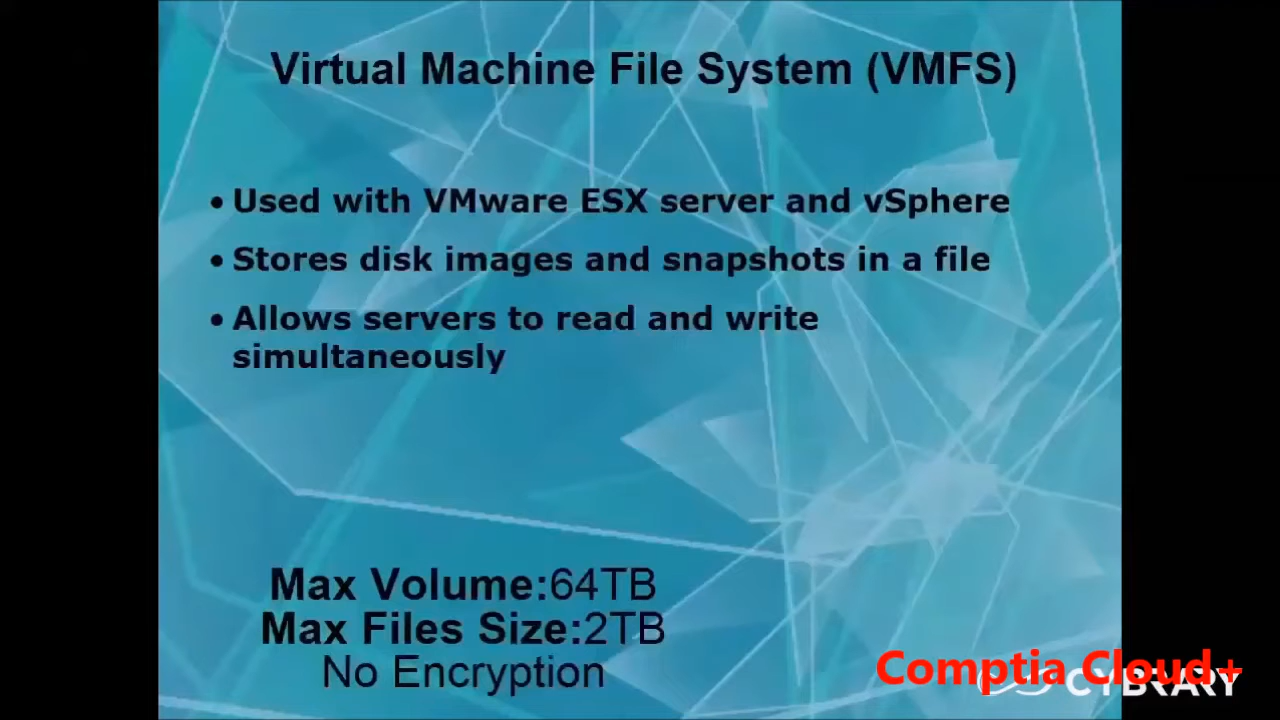 Virtual Machine File System (VMFS)
• Used with VMware ESX server and vSphere
• Stores disk images and snapshots in a file
• Allows servers to read and write
simultaneously
Max Volume:64TB
Max Files Size:2TB
No Encryption
Comptia Cloud+
CYBRARY